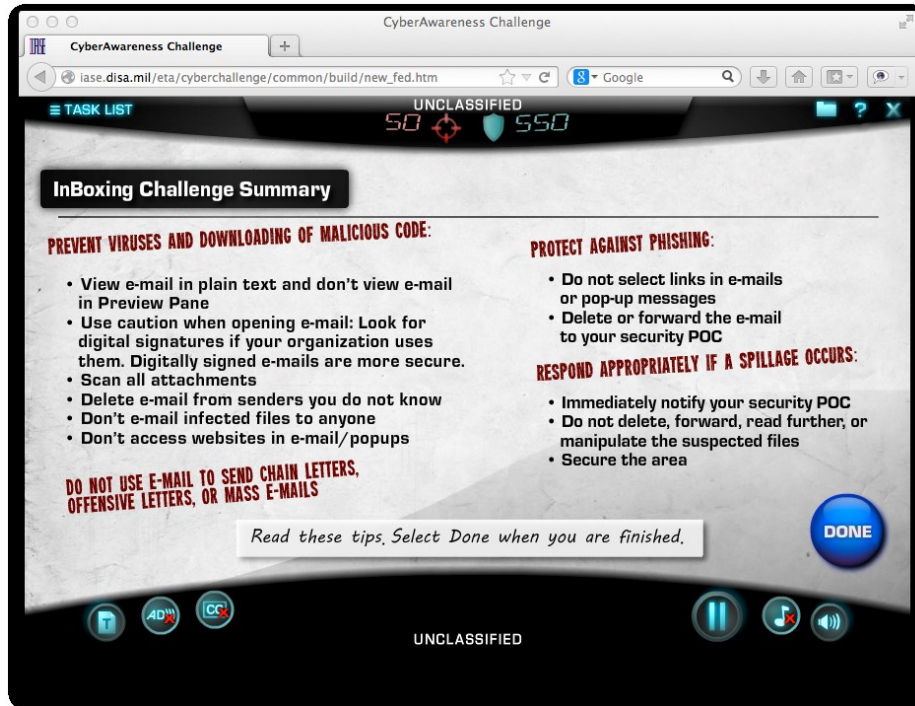 CyberAwareness Challenge
CyberAwareness Challenge
iase.disa.mil/eta/cyberchallenge/common/build/new_fed.htm
Google
TASK LIST
UNCLASSIFIED
? X
50 550
InBoxing Challenge Summary
PREVENT VIRUSES AND DOWNLOADING OF MALICIOUS CODE:
• View e-mail in plain text and don't view e-mail
in Preview Pane
• Use caution when opening e-mail: Look for
digital signatures if your organization uses
them. Digitally signed e-mails are more secure.
• Scan all attachments
• Delete e-mail from senders you do not know
• Don't e-mail infected files to anyone
• Don't access websites in e-mail/popups
DO NOT USE E-MAIL TO SEND CHAIN LETTERS,
OFFENSIVE LETTERS, OR MASS E-MAILS
PROTECT AGAINST PHISHING:
• Do not select links in e-mails
or pop-up messages
• Delete or forward the e-mail
to your security POC
RESPOND APPROPRIATELY IF A SPILLAGE OCCURS:
• Immediately notify your security POC
• Do not delete, forward, read further, or
manipulate the suspected files
• Secure the area
Read these tips. Select Done when you are finished.
DONE
T
AD
CC
UNCLASSIFIED